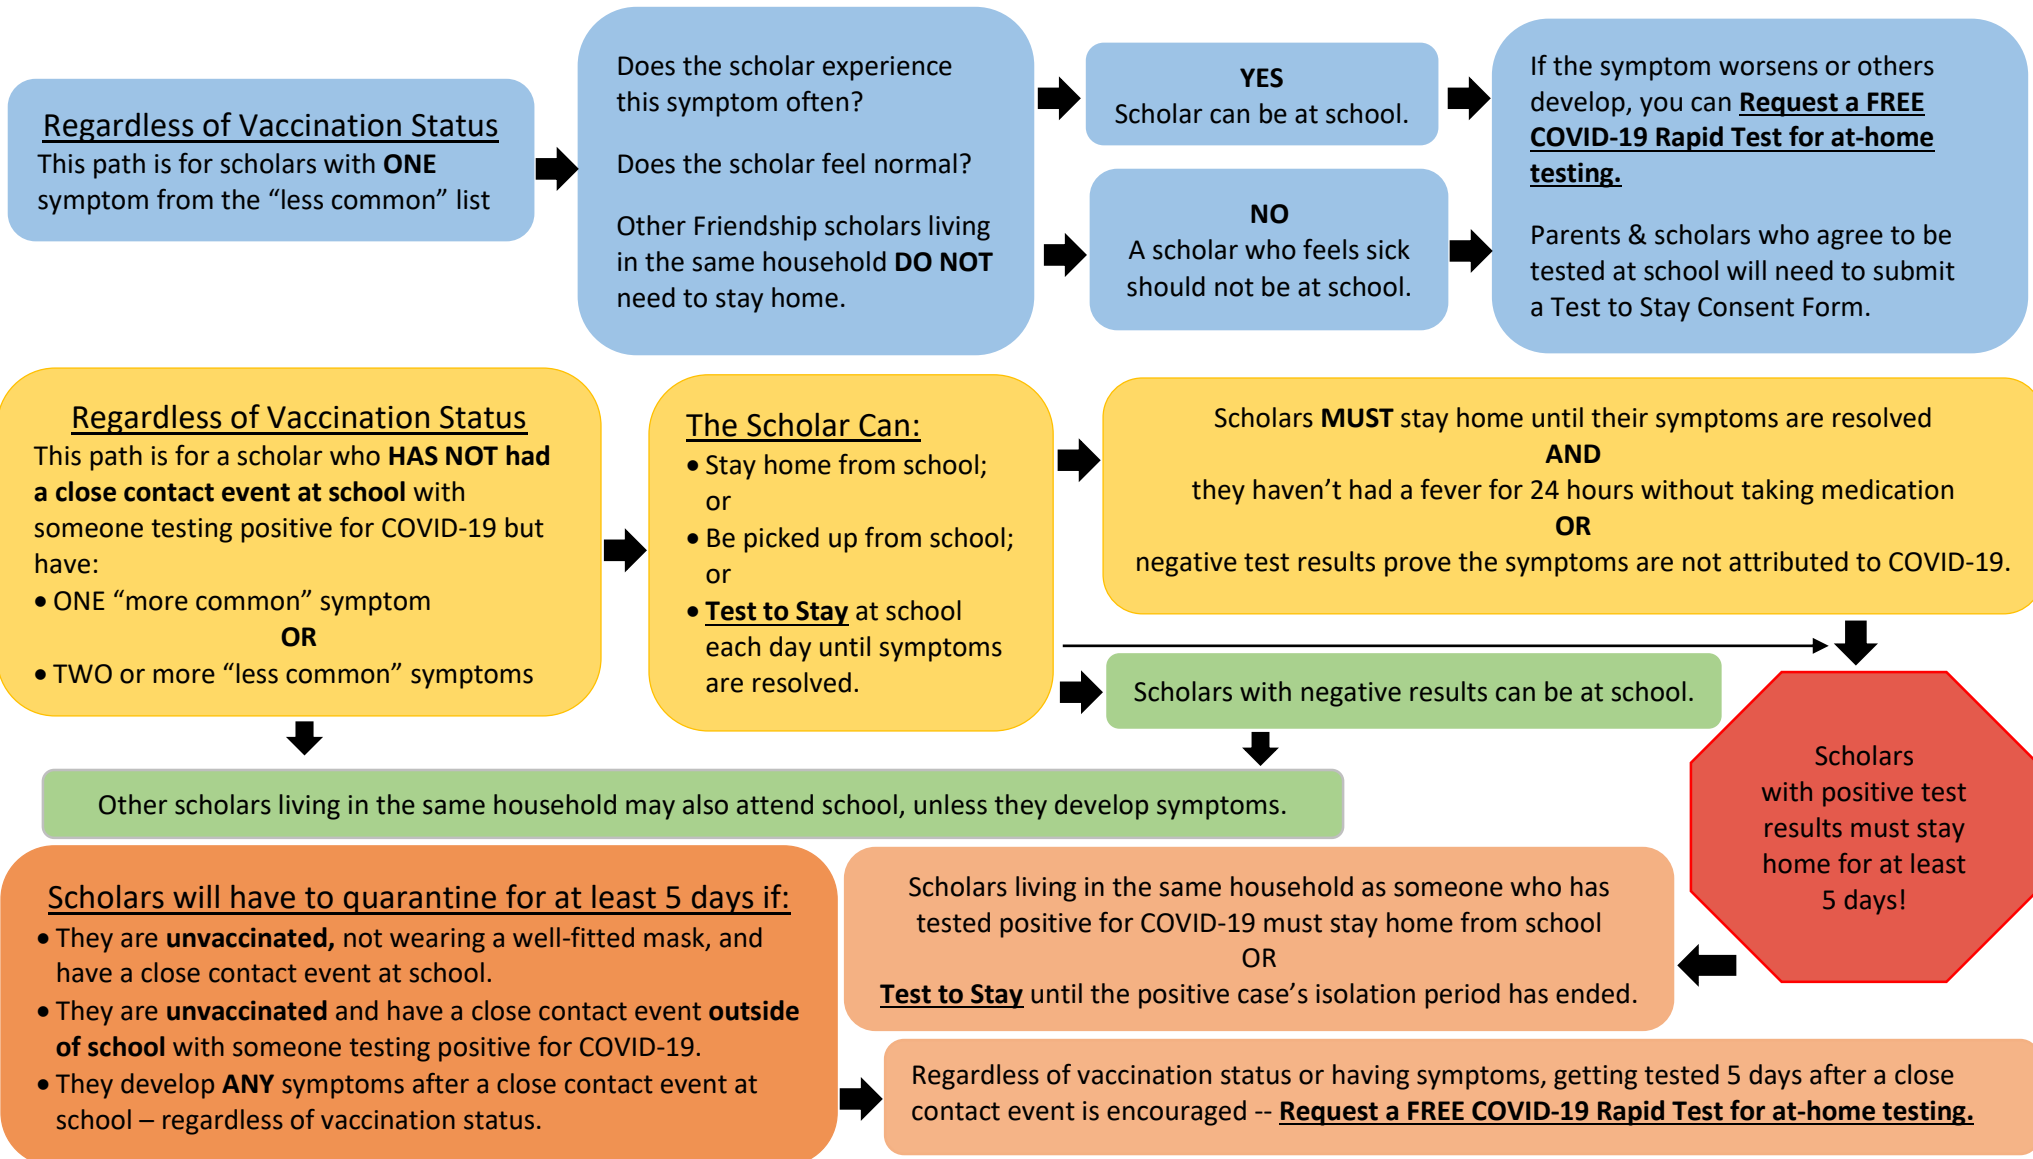 Regardless of Vaccination Status
This path is for scholars with ONE
symptom from the “less common” list
Does the scholar experience
this symptom often?
Does the scholar feel normal?
Other Friendship scholars living
in the same household DO NOT
need to stay home.
YES
Scholar can be at school.
NO
A scholar who feels sick
should not be at school.
If the symptom worsens or others
develop, you can Request a FREE
COVID-19 Rapid Test for at-home
testing.
Parents & scholars who agree to be
tested at school will need to submit
a Test to Stay Consent Form.
Regardless of Vaccination Status
This path is for a scholar who HAS NOT had
a close contact event at school with
someone testing positive for COVID-19 but
have:
• ONE “more common” symptom
OR
• TWO or more “less common” symptoms
The Scholar Can:
• Stay home from school;
or
• Be picked up from school;
or
• Test to Stay at school
each day until symptoms
are resolved.
Scholars MUST stay home until their symptoms are resolved
AND
they haven’t had a fever for 24 hours without taking medication
OR
negative test results prove the symptoms are not attributed to COVID-19.
Scholars with negative results can be at school.
Other scholars living in the same household may also attend school, unless they develop symptoms.
Scholars
with positive test
results must stay
home for at least
5 days!
Scholars will have to quarantine for at least 5 days if:
• They are unvaccinated, not wearing a well-fitted mask, and
have a close contact event at school.
• They are unvaccinated and have a close contact event outside
of school with someone testing positive for COVID-19.
• They develop ANY symptoms after a close contact event at
school – regardless of vaccination status.
Scholars living in the same household as someone who has
tested positive for COVID-19 must stay home from school
OR
Test to Stay until the positive case’s isolation period has ended.
Regardless of vaccination status or having symptoms, getting tested 5 days after a close
contact event is encouraged -- Request a FREE COVID-19 Rapid Test for at-home testing.